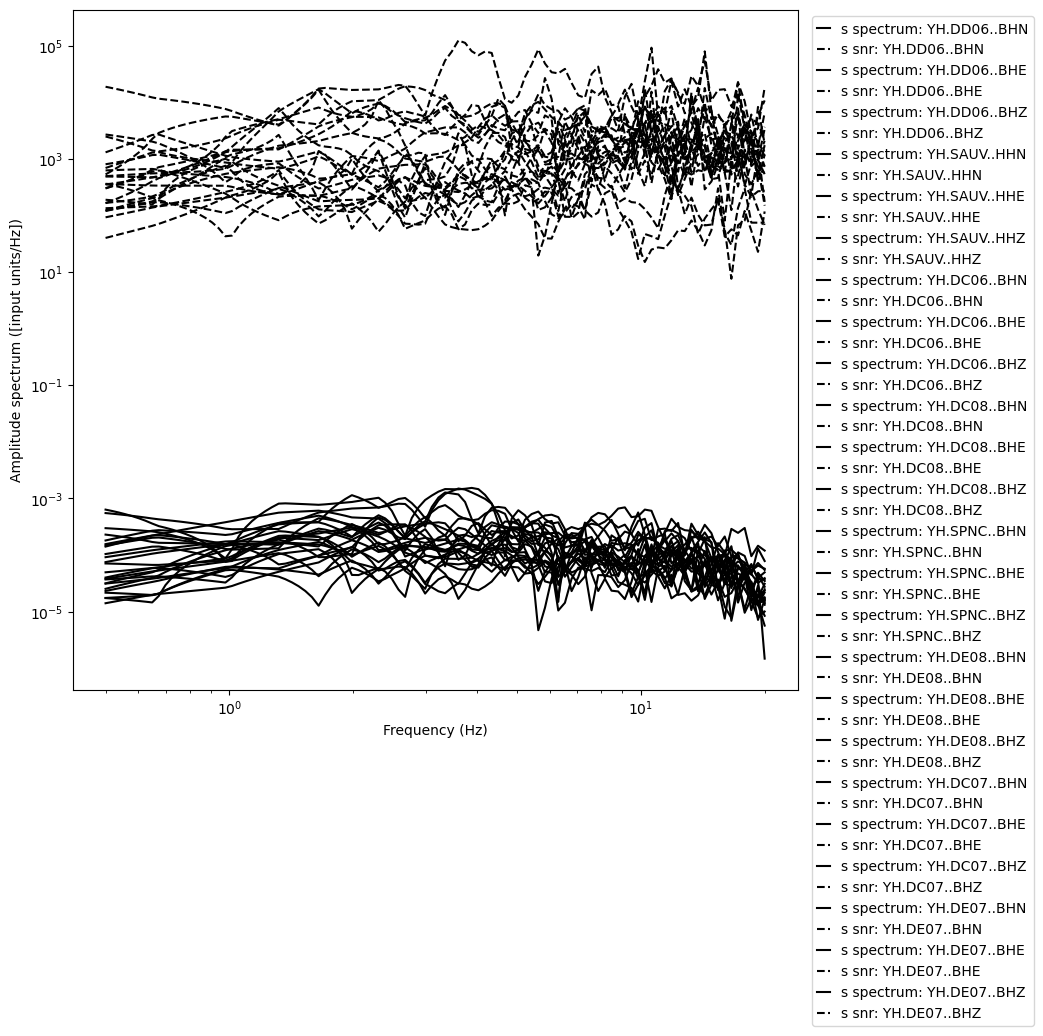 10^5
10^3
10^1
10^-1
10^-3
10^-5
Amplitude spectrum ([input units/Hz])
10^0
10^1
Frequency (Hz)
s spectrum: YH.DD06..BHN
s snr: YH.DD06..BHN
s spectrum: YH.DD06..BHE
s snr: YH.DD06..BHE
s spectrum: YH.DD06..BHZ
s snr: YH.DD06..BHZ
s spectrum: YH.SAUV..HHN
s snr: YH.SAUV..HHN
s spectrum: YH.SAUV..HHE
s snr: YH.SAUV..HHE
s spectrum: YH.SAUV..HHZ
s snr: YH.SAUV..HHZ
s spectrum: YH.DC06..BHN
s snr: YH.DC06..BHN
s spectrum: YH.DC06..BHE
s snr: YH.DC06..BHE
s spectrum: YH.DC06..BHZ
s snr: YH.DC06..BHZ
s spectrum: YH.DC08..BHN
s snr: YH.DC08..BHN
s spectrum: YH.DC08..BHE
s snr: YH.DC08..BHE
s spectrum: YH.DC08..BHZ
s snr: YH.DC08..BHZ
s spectrum: YH.SPNC..BHN
s snr: YH.SPNC..BHN
s spectrum: YH.SPNC..BHE
s snr: YH.SPNC..BHE
s spectrum: YH.SPNC..BHZ
s snr: YH.SPNC..BHZ
s spectrum: YH.DE08..BHN
s snr: YH.DE08..BHN
s spectrum: YH.DE08..BHE
s snr: YH.DE08..BHE
s spectrum: YH.DE08..BHZ
s snr: YH.DE08..BHZ
s spectrum: YH.DC07..BHN
s snr: YH.DC07..BHN
s spectrum: YH.DC07..BHE
s snr: YH.DC07..BHE
s spectrum: YH.DC07..BHZ
s snr: YH.DC07..BHZ
s spectrum: YH.DE07..BHN
s snr: YH.DE07..BHN
s spectrum: YH.DE07..BHE
s snr: YH.DE07..BHE
s spectrum: YH.DE07..BHZ
s snr: YH.DE07..BHZ